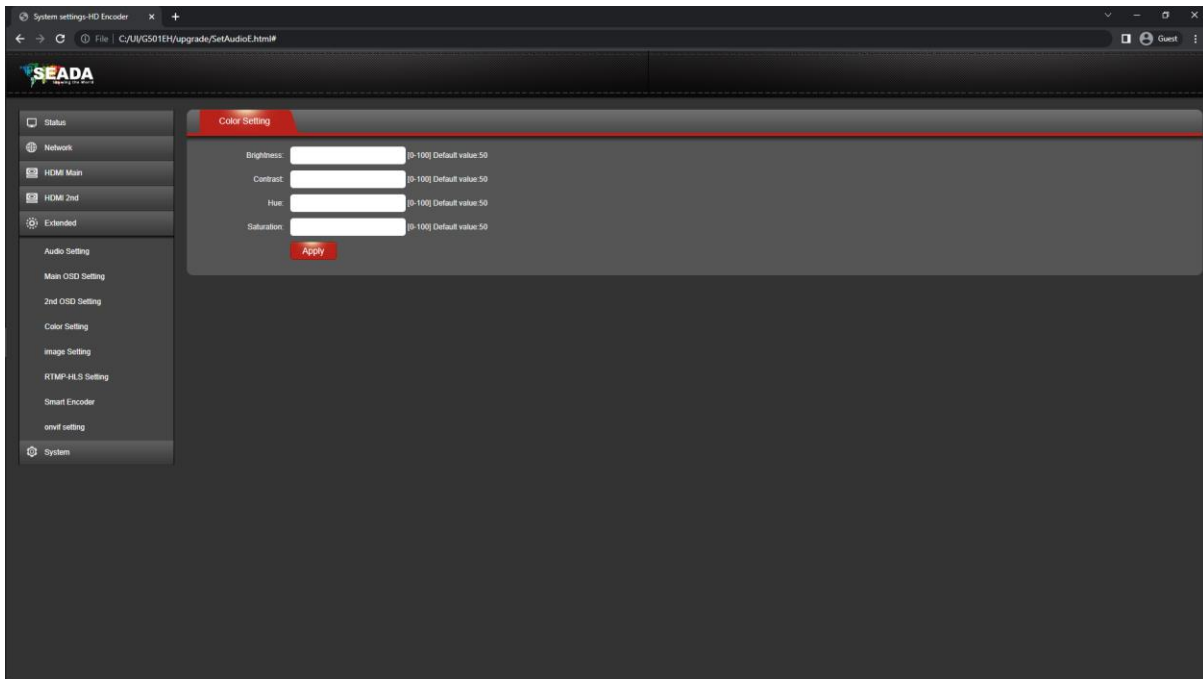 System settings-HD Encoder
File | C:/UI/G501EH/upgrade/SetAudioE.html#
Guest
SEADA
Status
Network
HDMI Main
HDMI 2nd
Extended
Audio Setting
Main OSD Setting
2nd OSD Setting
Color Setting
image Setting
RTMP-HLS Setting
Smart Encoder
onvif setting
System
Color Setting
Brightness: [0-100] Default value:50
Contrast: [0-100] Default value:50
Hue: [0-100] Default value:50
Saturation: [0-100] Default value:50
Apply